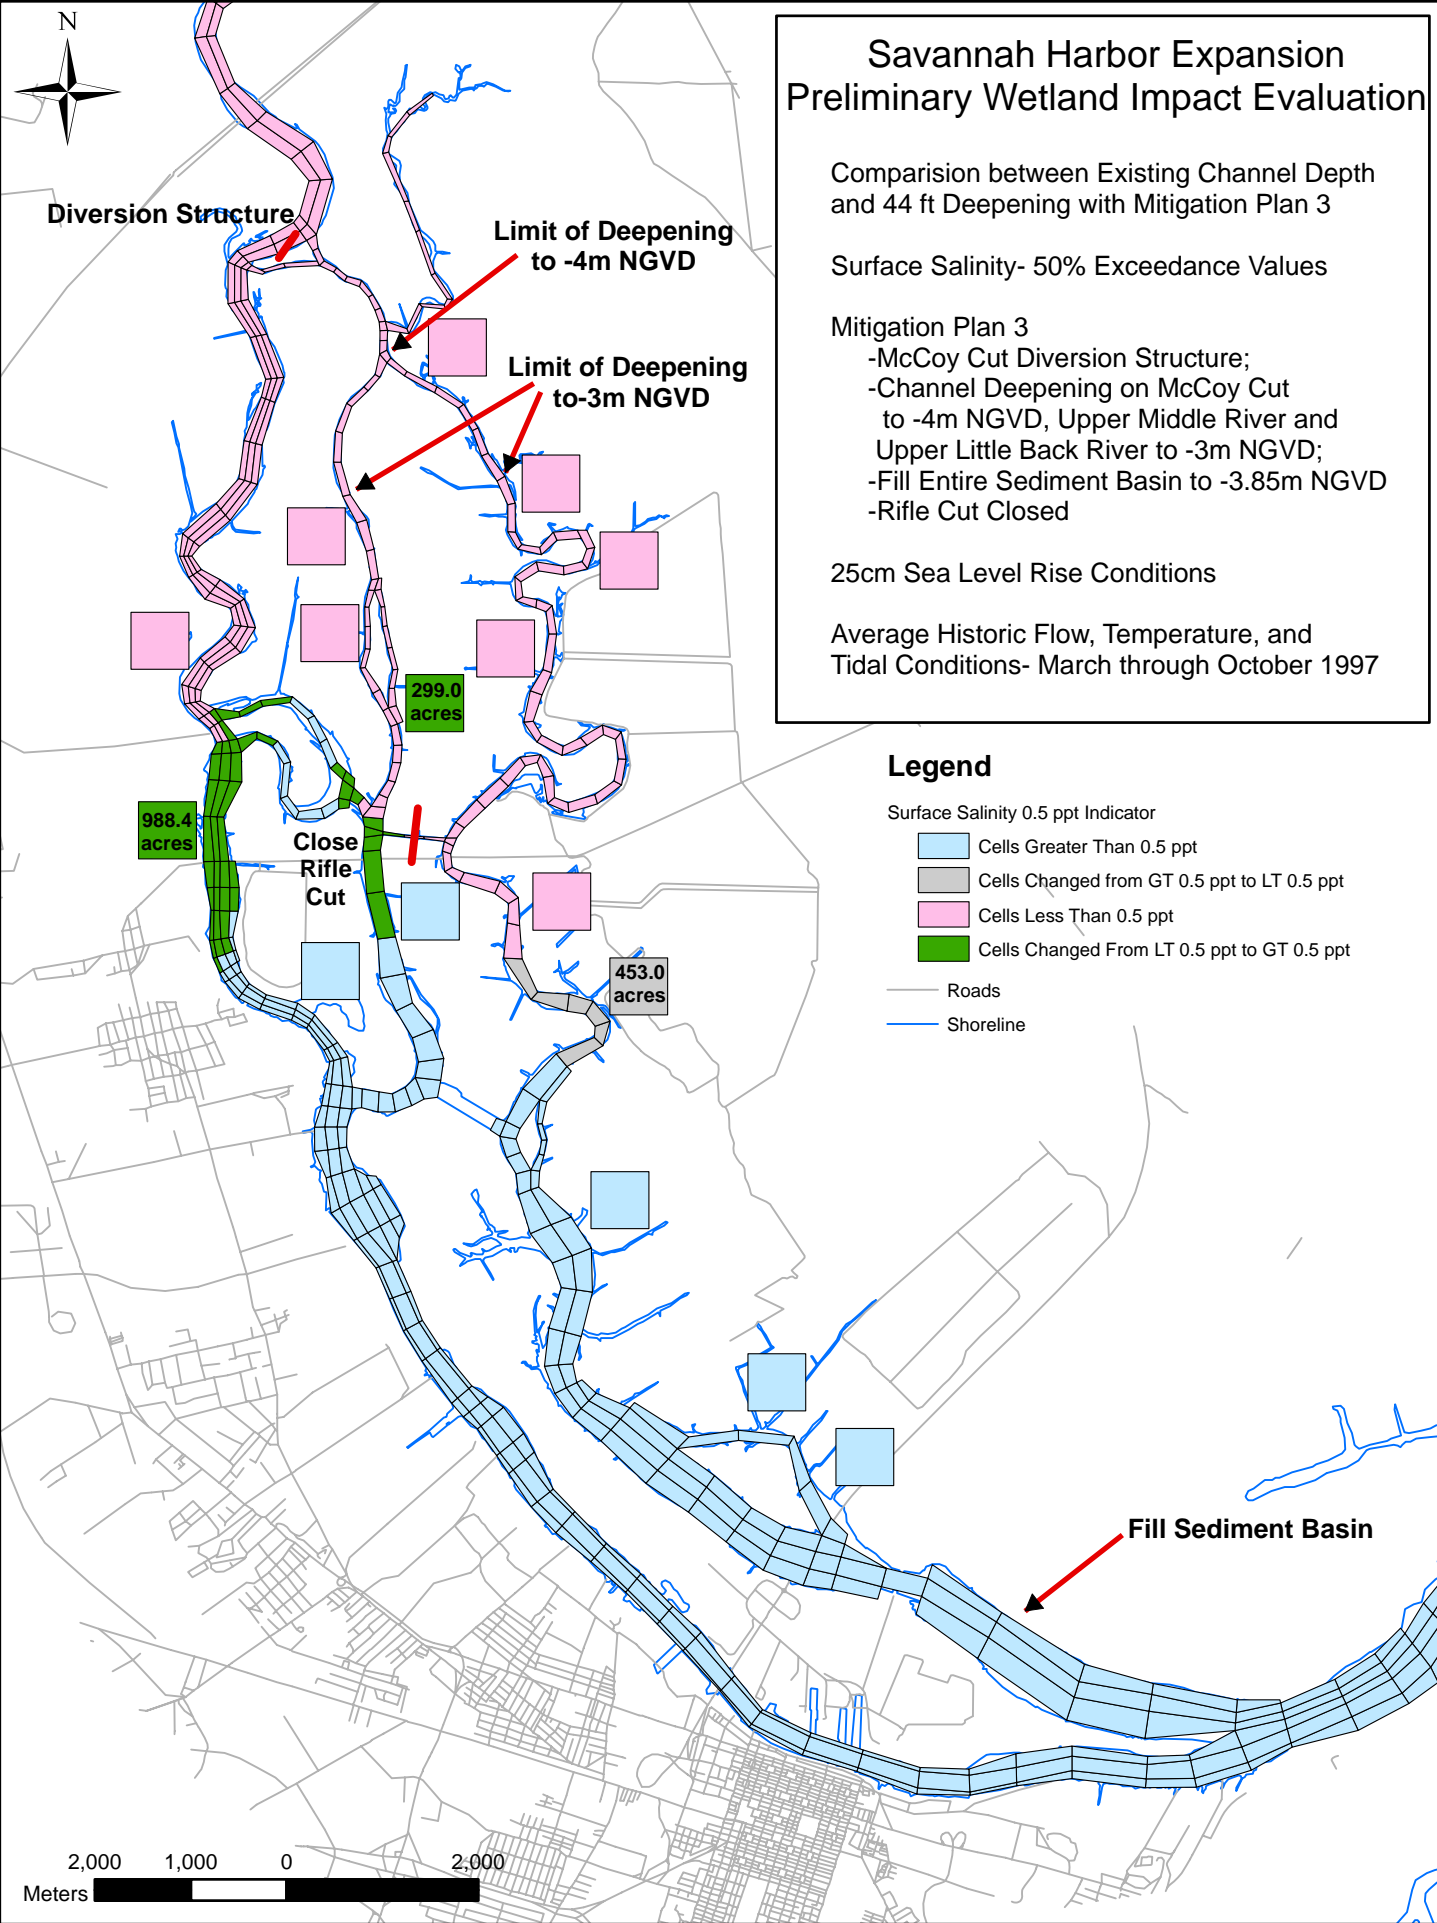 N
Savannah Harbor Expansion
Preliminary Wetland Impact Evaluation
Comparision between Existing Channel Depth
and 44 ft Deepening with Mitigation Plan 3
Surface Salinity- 50% Exceedance Values
Mitigation Plan 3
-McCoy Cut Diversion Structure;
-Channel Deepening on McCoy Cut
to -4m NGVD, Upper Middle River and
Upper Little Back River to -3m NGVD;
-Fill Entire Sediment Basin to -3.85m NGVD
-Rifle Cut Closed
25cm Sea Level Rise Conditions
Average Historic Flow, Temperature, and
Tidal Conditions- March through October 1997
Diversion Structure
Limit of Deepening
to -4m NGVD
Limit of Deepening
to-3m NGVD
299.0
acres
988.4
acres
Close
Rifle
Cut
453.0
acres
Legend
Surface Salinity 0.5 ppt Indicator
Cells Greater Than 0.5 ppt
Cells Changed from GT 0.5 ppt to LT 0.5 ppt
Cells Less Than 0.5 ppt
Cells Changed From LT 0.5 ppt to GT 0.5 ppt
Roads
Shoreline
Fill Sediment Basin
2,000 1,000 0 2,000
Meters